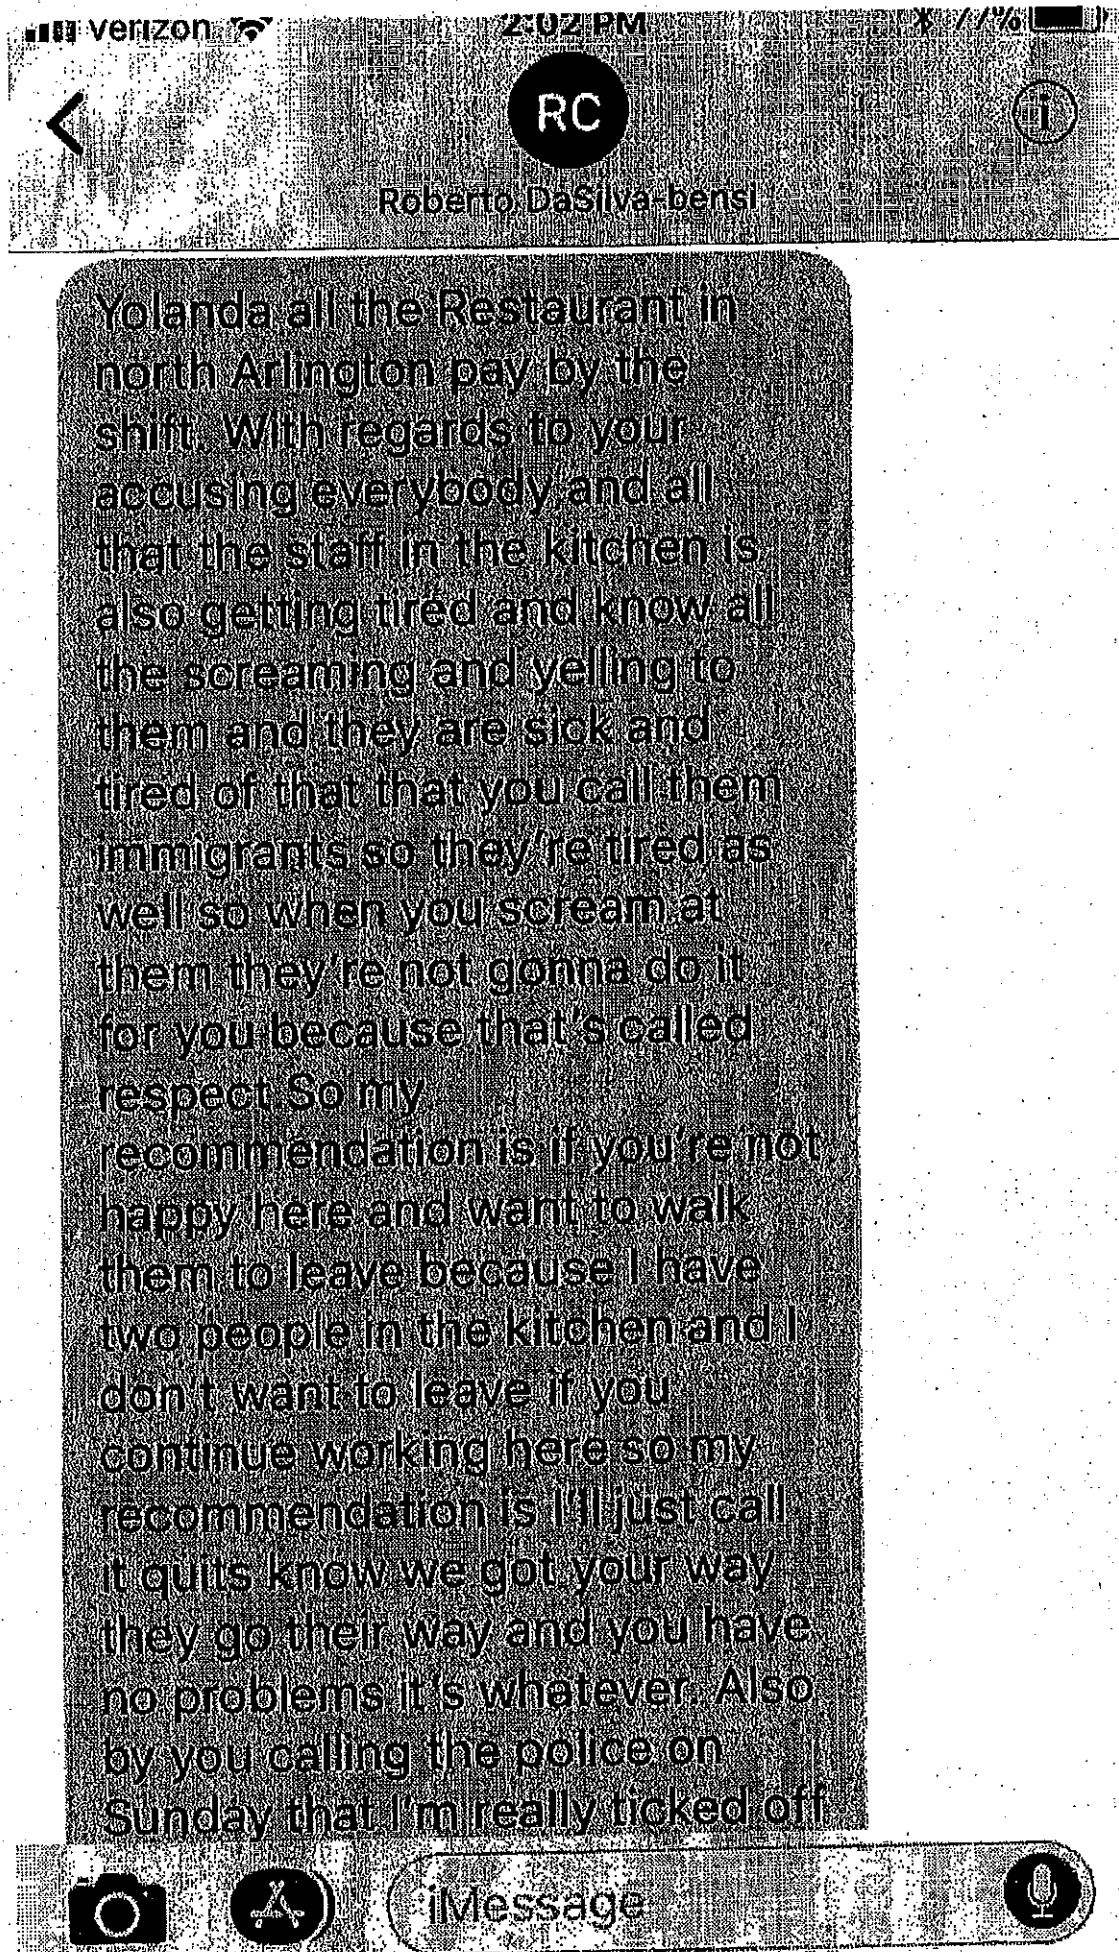 verizon
2:02 PM
77%
RC
Roberto DaSilva-bensi
Yolanda all the Restaurant in
north Arlington pay by the
shift. With regards to your
accusing everybody and all
that the staff in the kitchen is
also getting tired and know all
the screaming and yelling to
them and they are sick and
tired of that that you call them
immigrants so they're tired as
well so when you scream at
them they're not gonna do it
for you because that's called
respect So my
recommendation is if you're not
happy here and want to walk
them to leave because I have
two people in the kitchen and I
don't want to leave if you
continue working here so my
recommendation is I'll just call
it quits know we got your way
they go their way and you have
no problems it's whatever. Also
by you calling the police on
Sunday that I'm really ticked off
iMessage